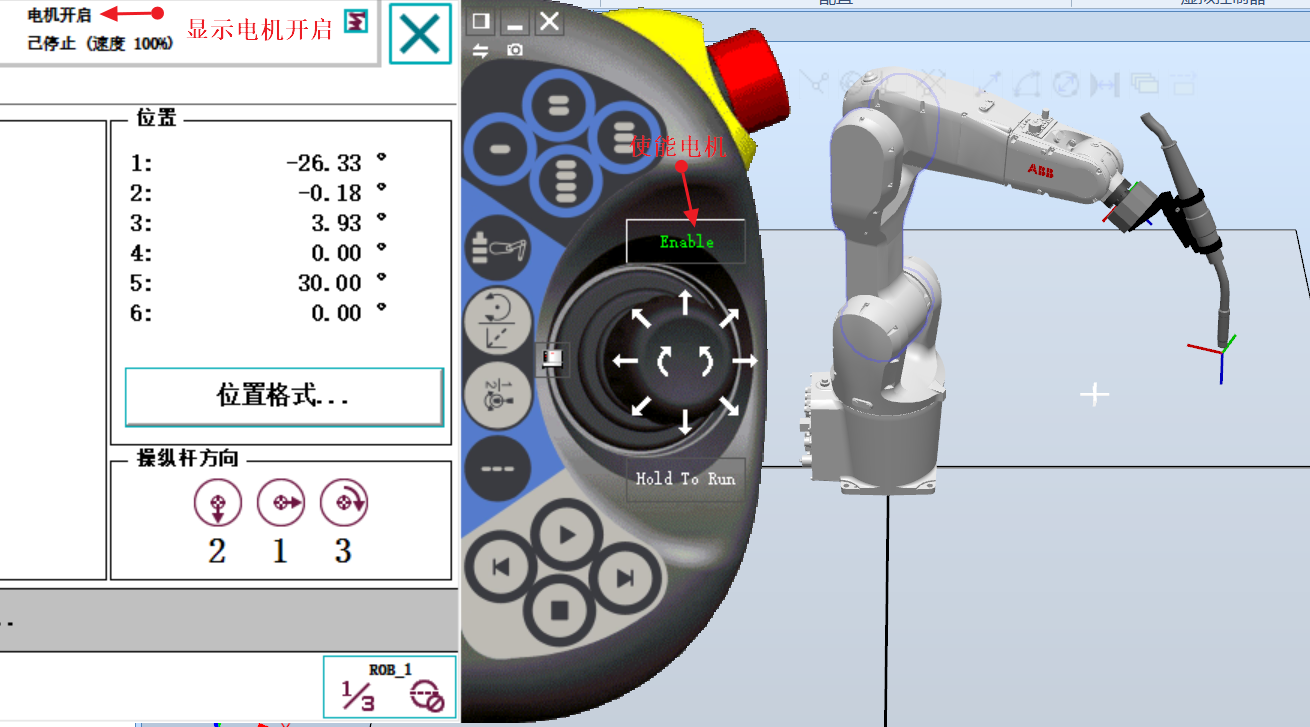 电机开启
显示电机开启
己停止 (速度 100%)
位置
1: -26.33 °
2: -0.18 °
3: 3.93 °
4: 0.00 °
5: 30.00 °
6: 0.00 °
位置格式...
操纵杆方向
2 1 3
ROB_1
1/3
使能电机
Enable
1/2
Hold To Run
ABB